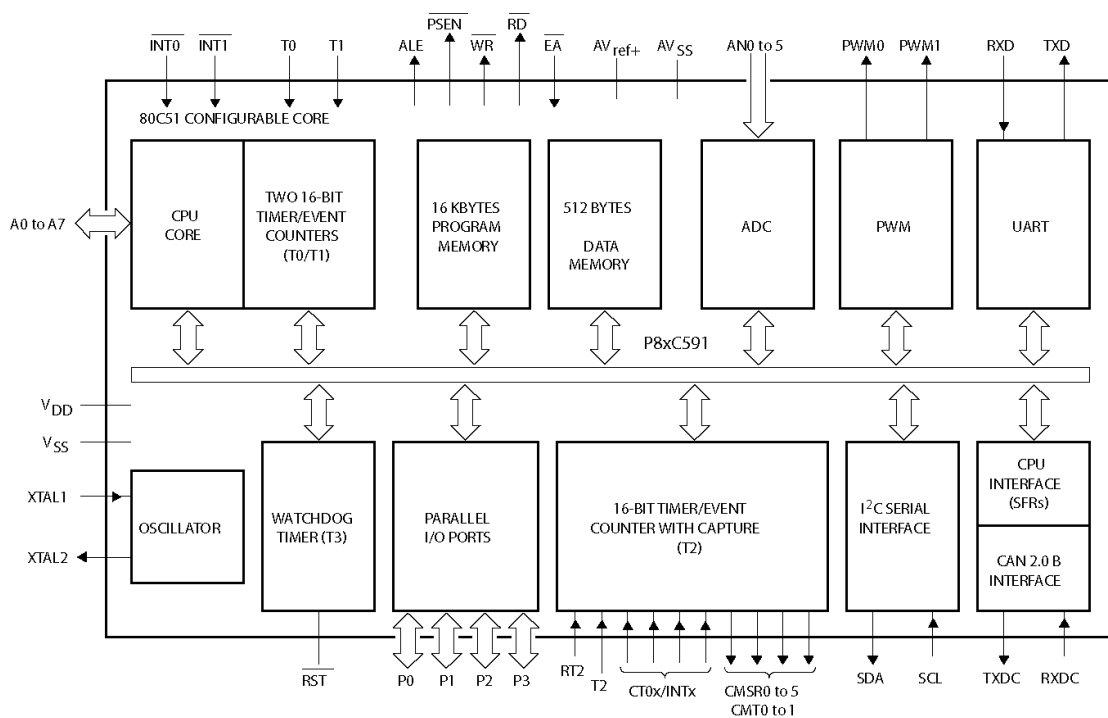 INT0 INT1 T0 T1 ALE PSEN WR RD EA AVref+ AVSS AN0 to 5 PWM0 PWM1 RXD TXD
80C51 CONFIGURABLE CORE
A0 to A7
CPU
CORE
TWO 16-BIT
TIMER/EVENT
COUNTERS
(T0/T1)
16 KBYTES
PROGRAM
MEMORY
512 BYTES
DATA
MEMORY
ADC
PWM
UART
P8xC591
VDD
VSS
XTAL1
XTAL2
OSCILLATOR
WATCHDOG
TIMER (T3)
PARALLEL
I/O PORTS
16-BIT TIMER/EVENT
COUNTER WITH CAPTURE
(T2)
I2C SERIAL
INTERFACE
CPU
INTERFACE
(SFRs)
CAN 2.0 B
INTERFACE
RST P0 P1 P2 P3 RT2 T2 CT0x/INTx CMSR0 to 5 SDA SCL TXDC RXDC
CMT0 to 1